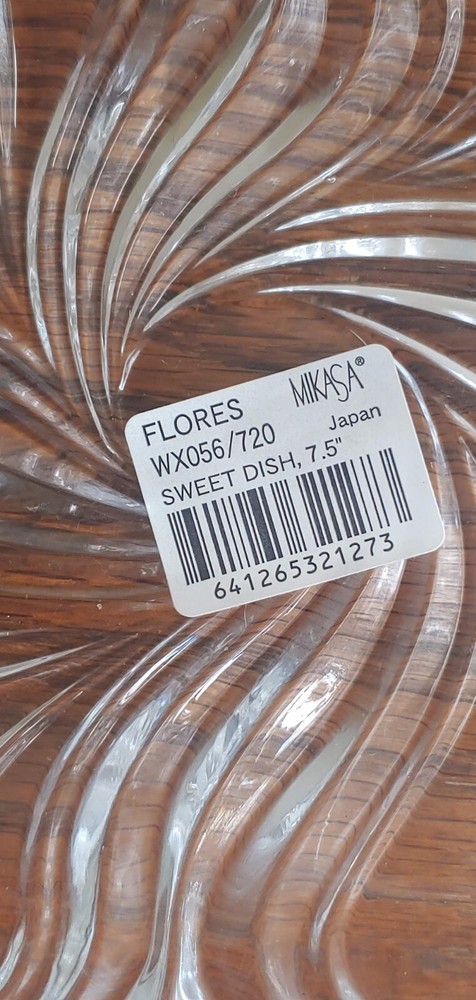 MIKASA®
FLORES
Japan
WX056/720
SWEET DISH, 7.5"
641265321273